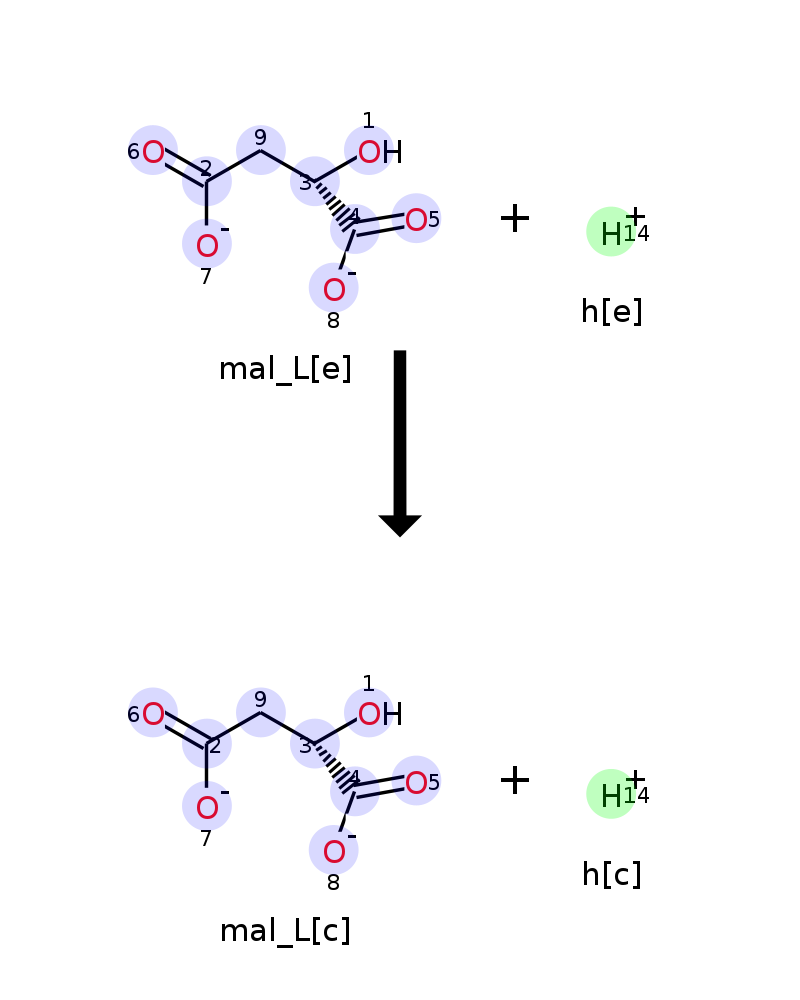 1
6 O 2 9 OH
3
4 O 5 + H 14 +
O -
7
O -
8
h[e]
mal_L[e]
1
6 O 2 9 OH
3
4 O 5 + H 14 +
O -
7
O -
8
h[c]
mal_L[c]